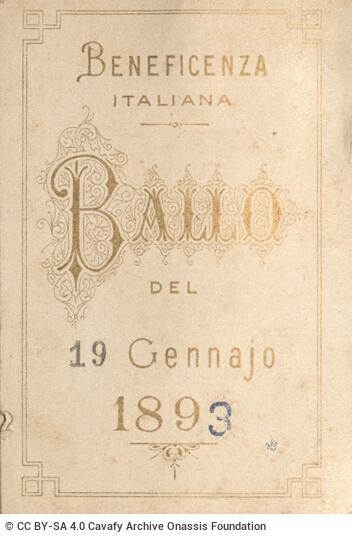 BENEFICENZA
ITALIANA
BALLO
DEL
19 Gennajo
1893
© CC BY-SA 4.0 Cavafy Archive Onassis Foundation